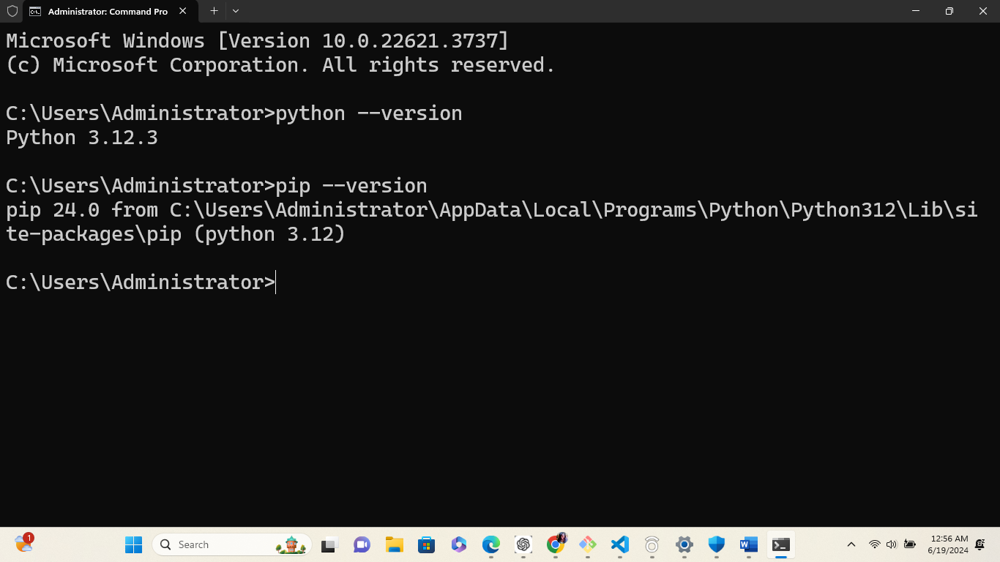 Administrator: Command Pro
Microsoft Windows [Version 10.0.22621.3737]
(c) Microsoft Corporation. All rights reserved.
C:\Users\Administrator>python --version
Python 3.12.3
C:\Users\Administrator>pip --version
pip 24.0 from C:\Users\Administrator\AppData\Local\Programs\Python\Python312\Lib\si
te-packages\pip (python 3.12)
C:\Users\Administrator>
1
Search
12:56 AM
6/19/2024